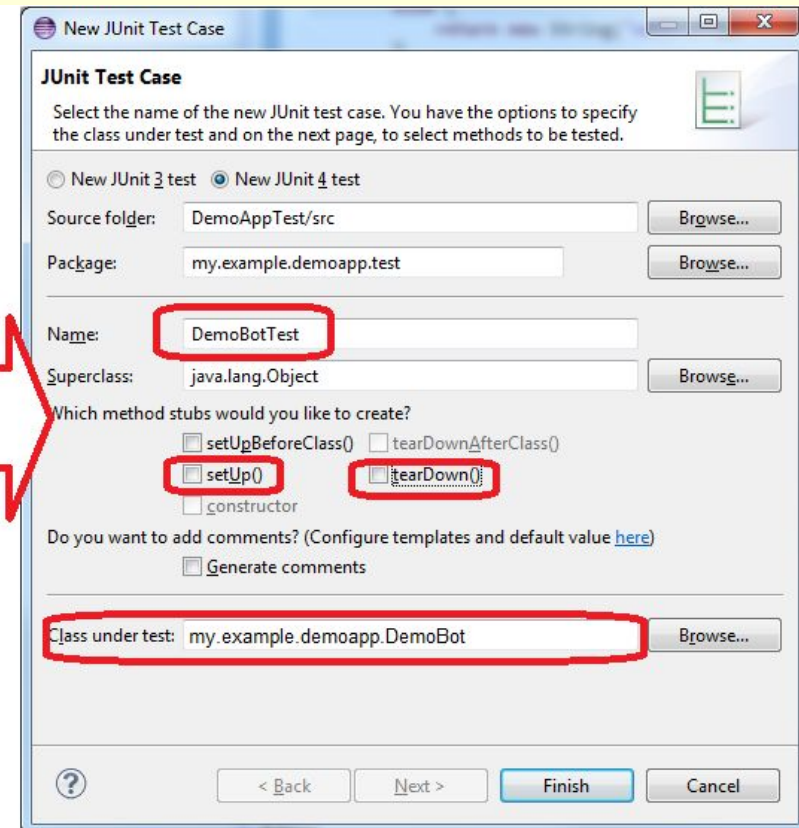 New JUnit Test Case
JUnit Test Case
Select the name of the new JUnit test case. You have the options to specify
the class under test and on the next page, to select methods to be tested.
New JUnit 3 test New JUnit 4 test
Source folder: DemoAppTest/src Browse...
Package: my.example.demoapp.test Browse...
Name: DemoBotTest
Superclass: java.lang.Object Browse...
Which method stubs would you like to create?
setUpBeforeClass() tearDownAfterClass()
setUp() tearDown()
constructor
Do you want to add comments? (Configure templates and default value here)
Generate comments
Class under test: my.example.demoapp.DemoBot Browse...
? < Back Next > Finish Cancel